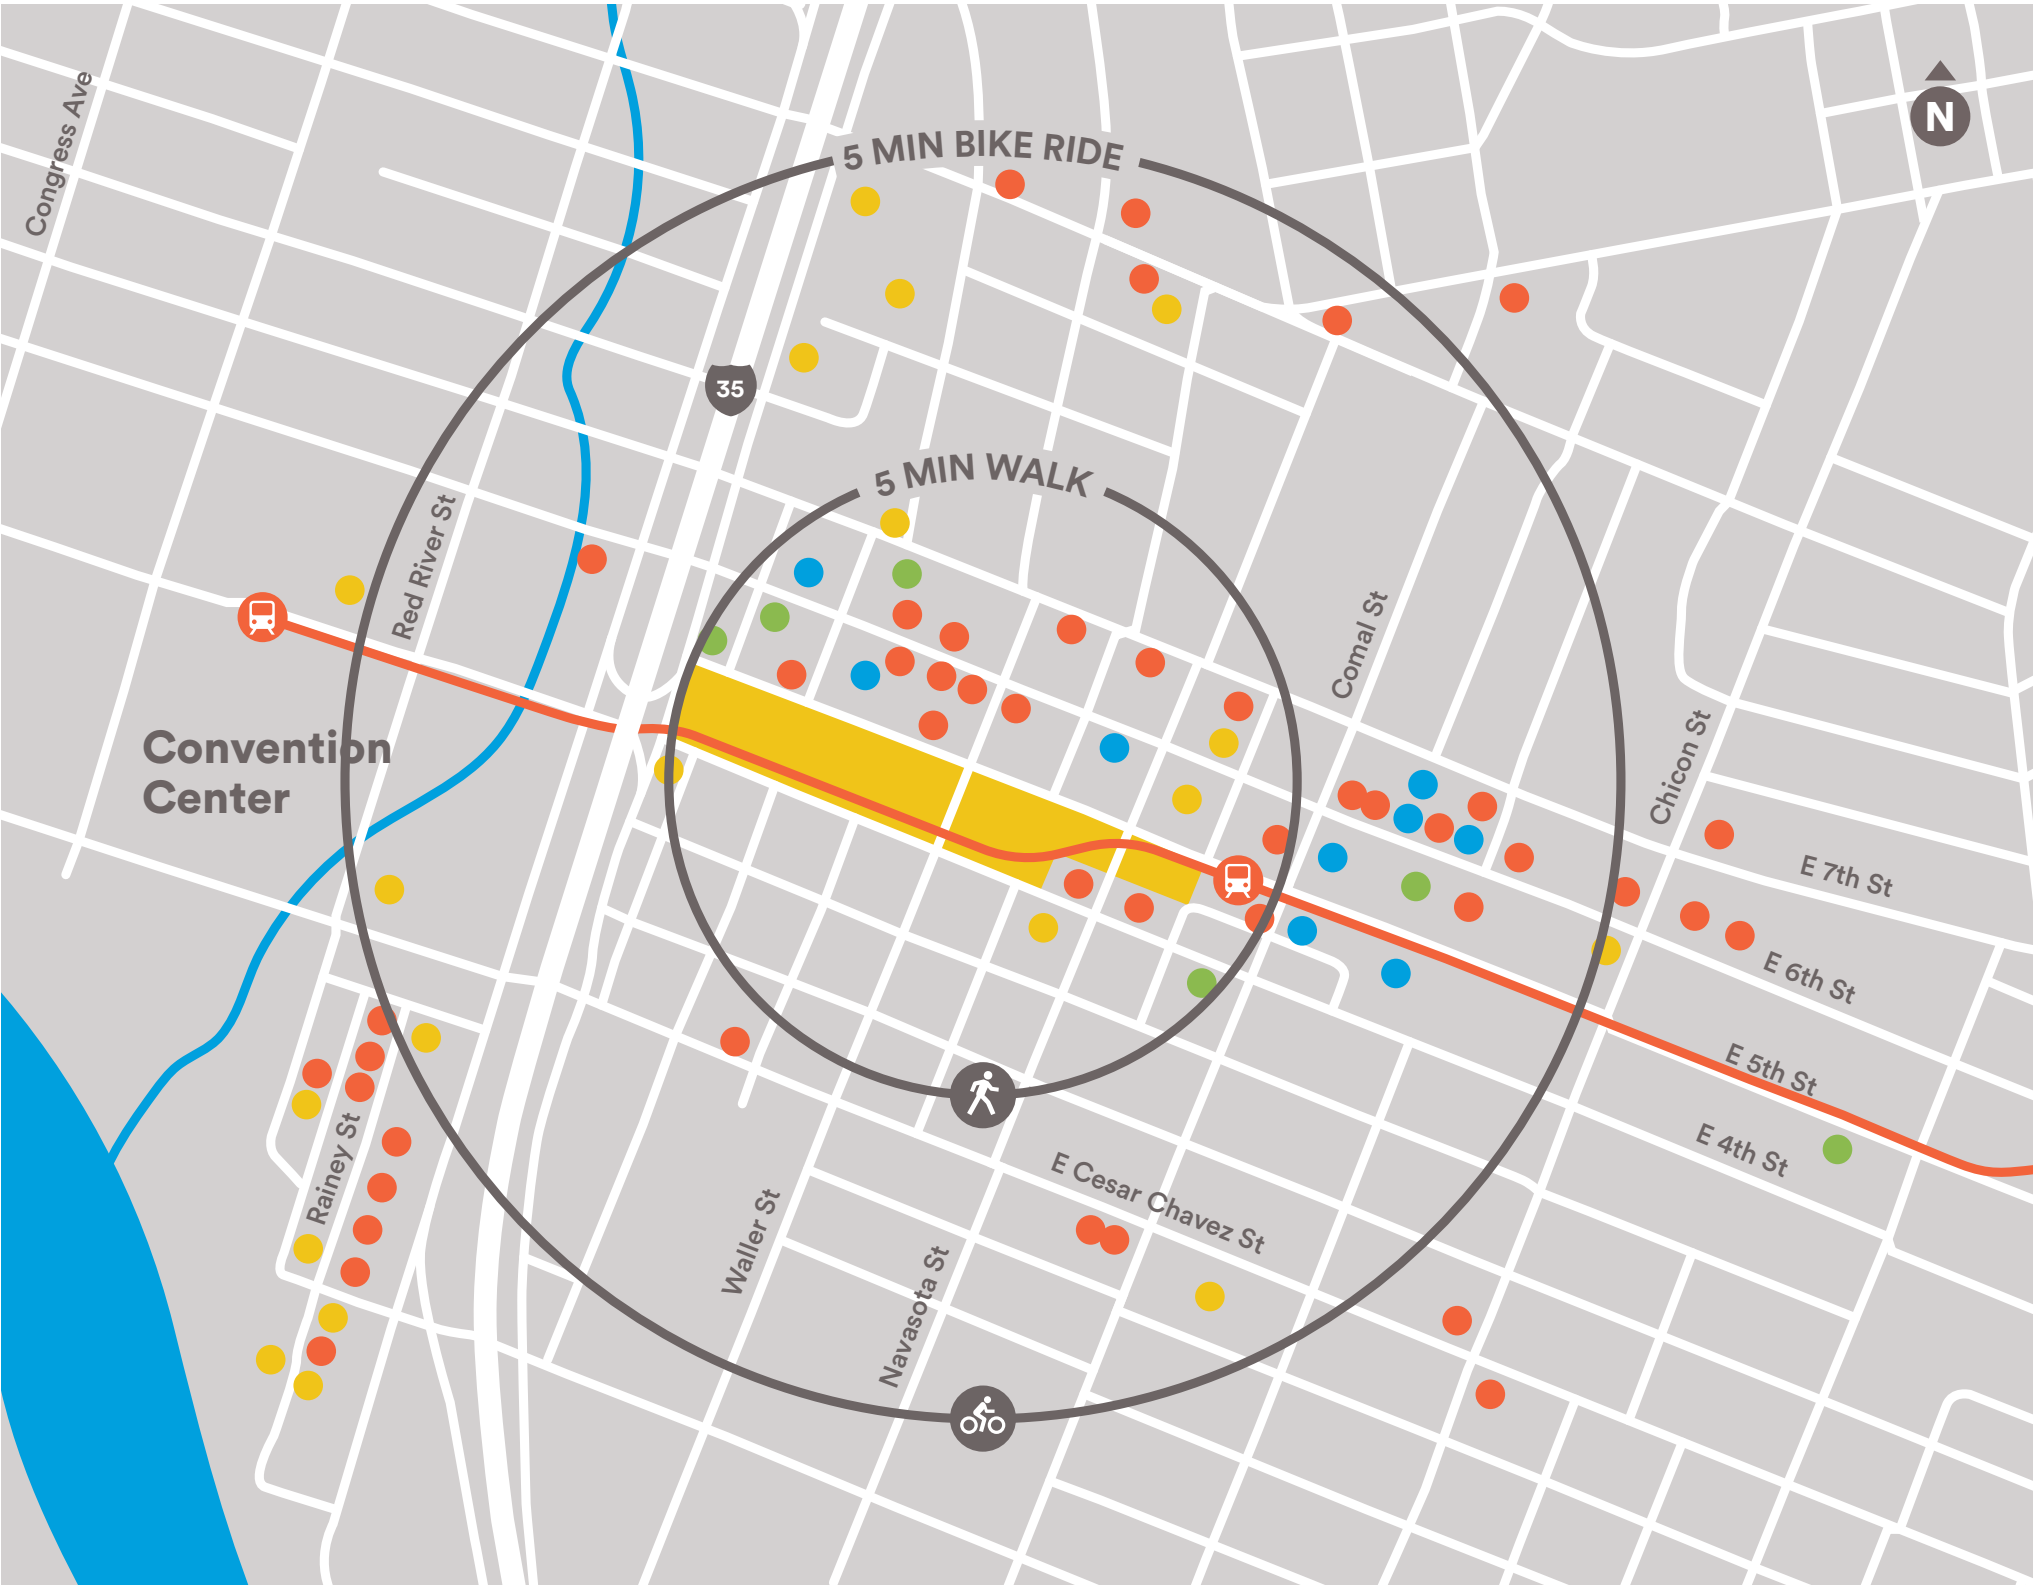 Congress Ave
N
5 MIN BIKE RIDE
35
5 MIN WALK
Red River St
Comal St
Convention
Center
Chicon St
E 7th St
E 6th St
E 5th St
E 4th St
Rainey St
E Cesar Chavez St
Waller St
Navasota St